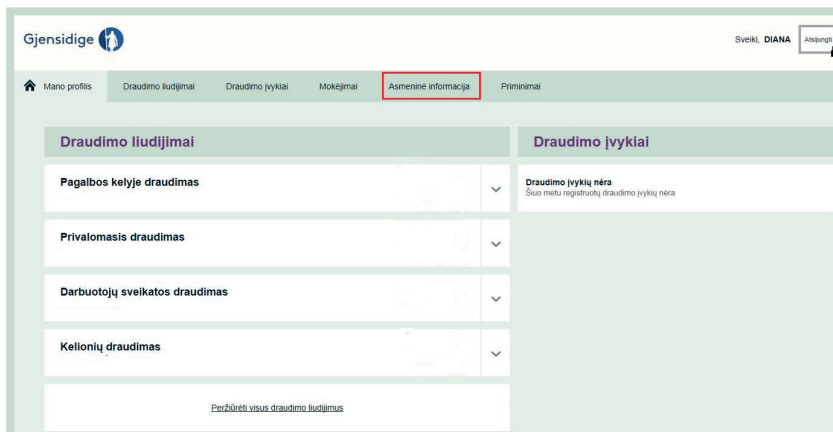 Gjensidige
Sveiki, DIANA
Atsijungti
Mano profilis
Draudimo liudijimai
Draudimo įvykiai
Mokėjimai
Asmeninė informacija
Priminimai
Draudimo liudijimai
Draudimo įvykiai
Pagalbos kelyje draudimas
Draudimo įvykių nėra
Šiuo metu registruotų draudimo įvykių nėra
Privalomasis draudimas
Darbuotojų sveikatos draudimas
Kelionių draudimas
Peržiūrėti visus draudimo liudijimus